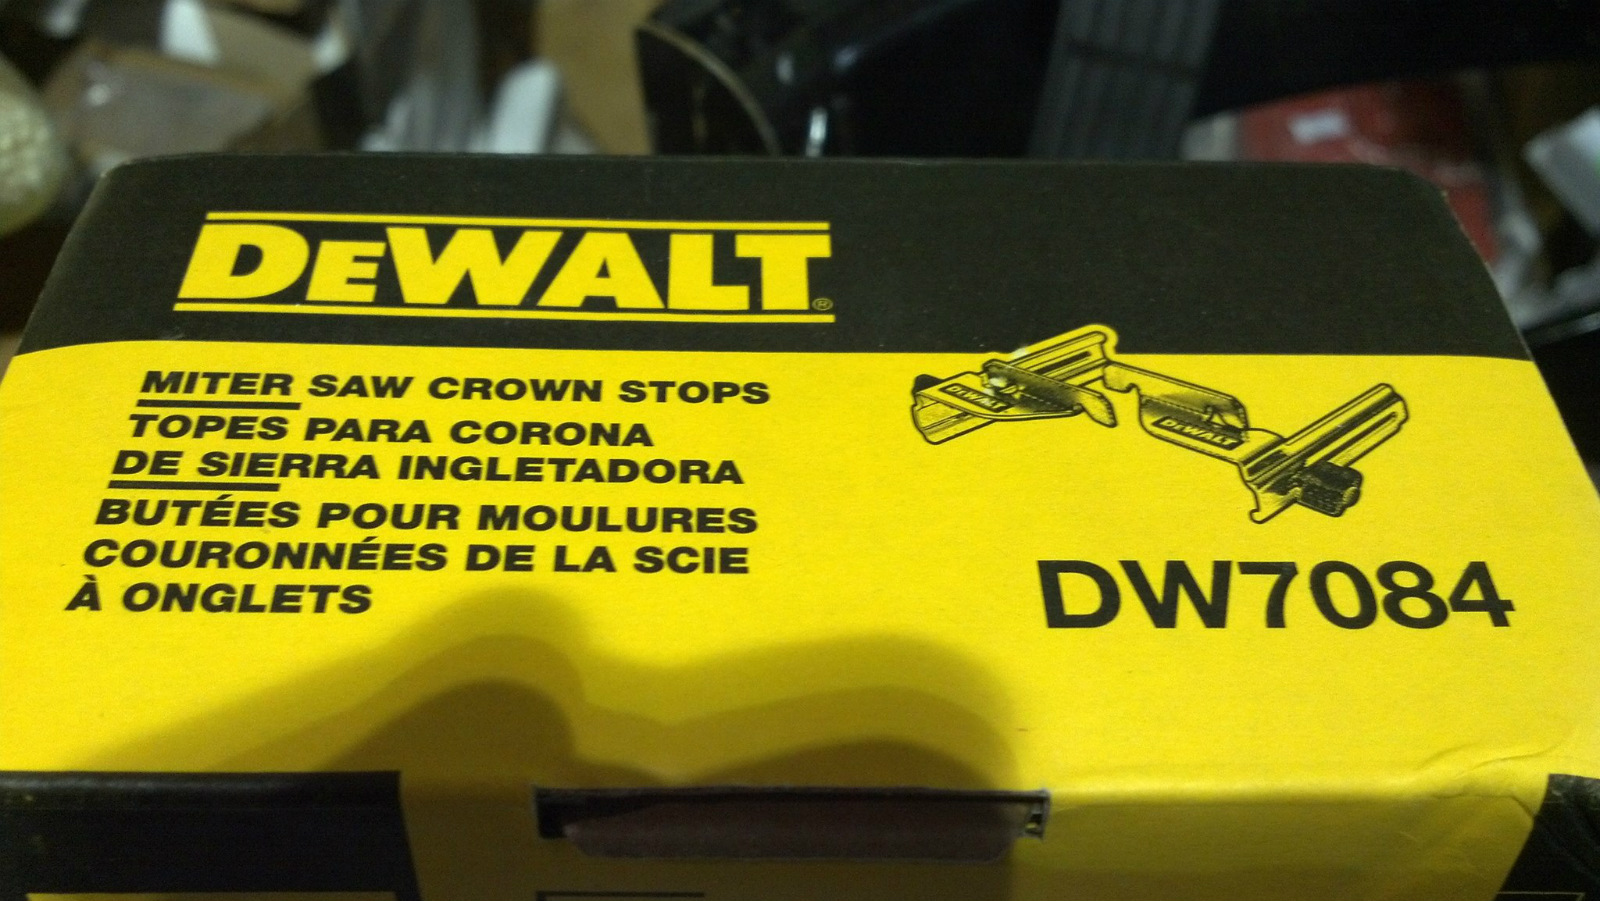 DEWALT®
MITER SAW CROWN STOPS
TOPES PARA CORONA
DE SIERRA INGLETADORA
BUTÉES POUR MOULURES
COURONNÉES DE LA SCIE
À ONGLETS
DEWALT
DEWALT
DW7084